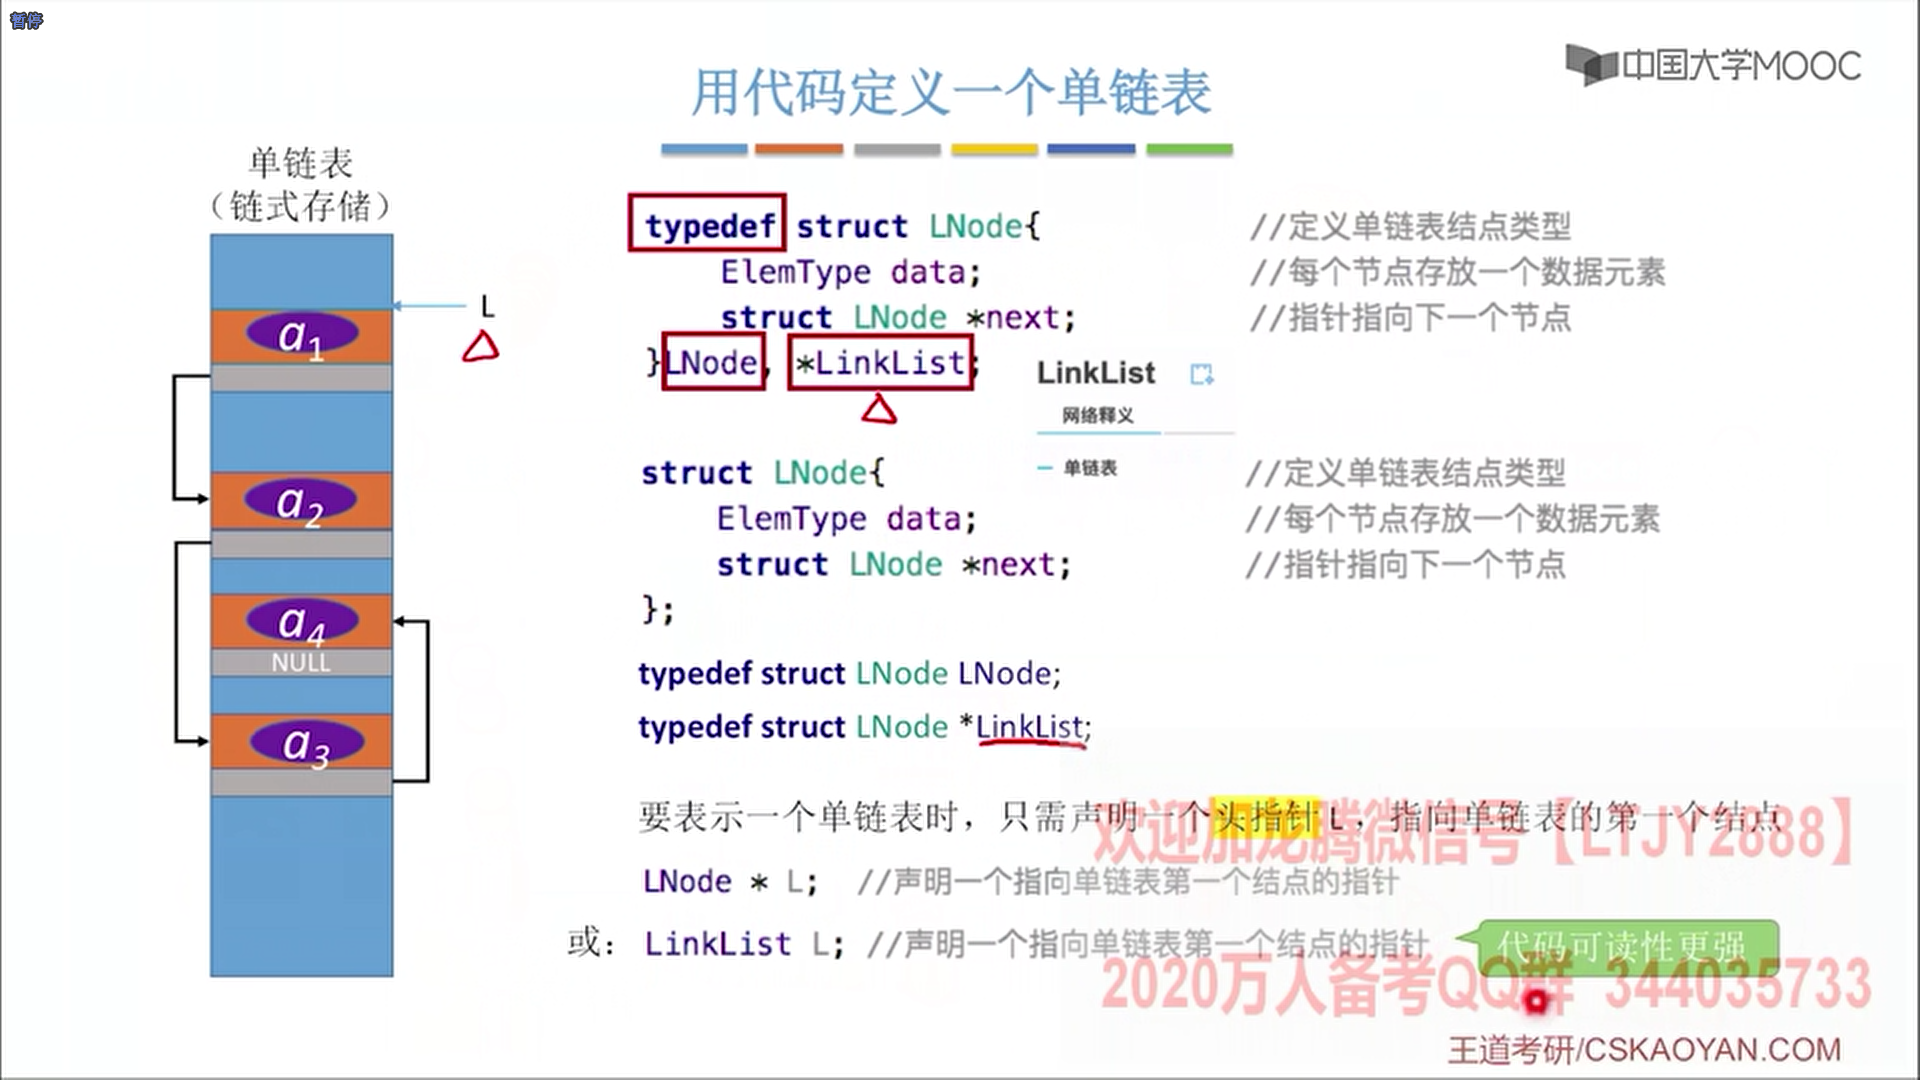 暂停
中国大学MOOC
用代码定义一个单链表
单链表
（链式存储）
L
a1
a2
a4
NULL
a3
typedef struct LNode{ //定义单链表结点类型
ElemType data; //每个节点存放一个数据元素
struct LNode *next; //指针指向下一个节点
}LNode, *LinkList;
LinkList
网络释义
单链表
struct LNode{ //定义单链表结点类型
ElemType data; //每个节点存放一个数据元素
struct LNode *next; //指针指向下一个节点
};
typedef struct LNode LNode;
typedef struct LNode *LinkList;
要表示一个单链表时，只需声明一个头指针 L，指向单链表的第一个结点
欢迎加龙腾微信号【LTJY2888】
LNode * L; //声明一个指向单链表第一个结点的指针
或： LinkList L; //声明一个指向单链表第一个结点的指针
代码可读性更强
2020万人备考QQ群 344035733
王道考研/CSKAOYAN.COM